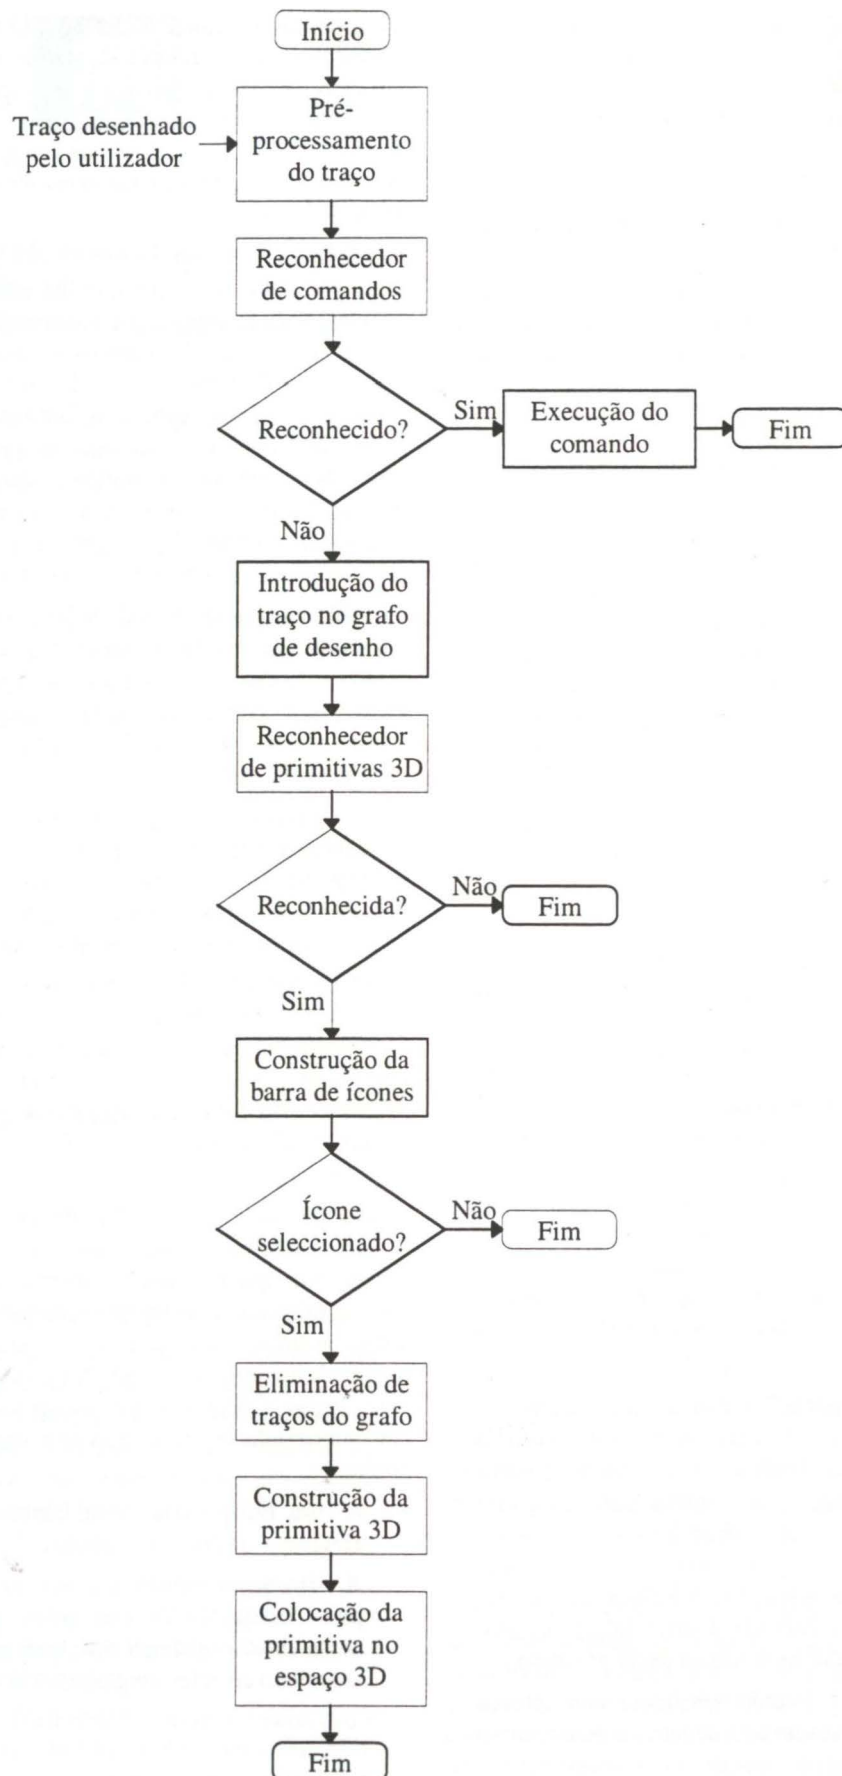 Início
Traço desenhado
pelo utilizador
Pré-
processamento
do traço
Reconhecedor
de comandos
Reconhecido?
Sim
Execução do
comando
Fim
Não
Introdução do
traço no grafo
de desenho
Reconhecedor
de primitivas 3D
Reconhecida?
Não
Fim
Sim
Construção da
barra de ícones
Ícone
seleccionado?
Não
Fim
Sim
Eliminação de
traços do grafo
Construção da
primitiva 3D
Colocação da
primitiva no
espaço 3D
Fim